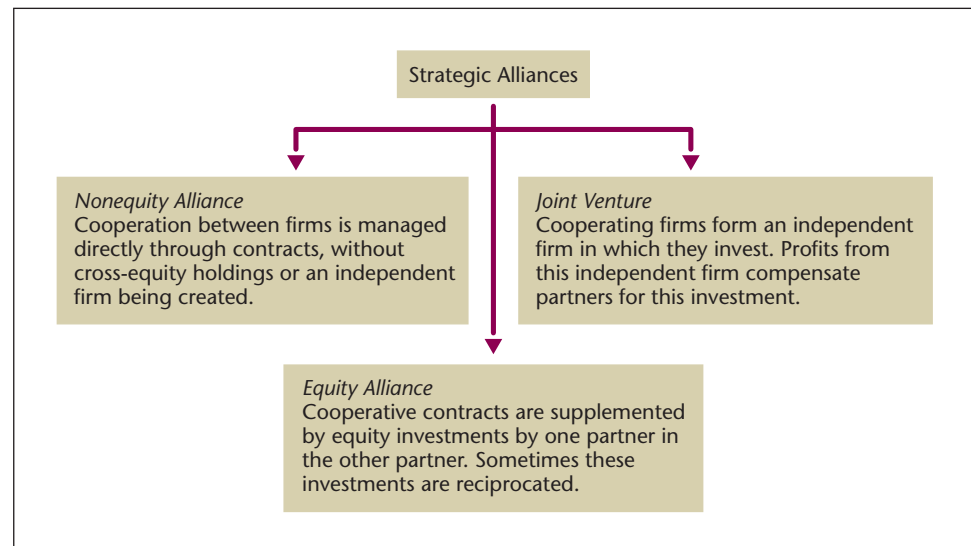 Strategic Alliances
Nonequity Alliance
Cooperation between firms is managed
directly through contracts, without
cross-equity holdings or an independent
firm being created.
Joint Venture
Cooperating firms form an independent
firm in which they invest. Profits from
this independent firm compensate
partners for this investment.
Equity Alliance
Cooperative contracts are supplemented
by equity investments by one partner in
the other partner. Sometimes these
investments are reciprocated.